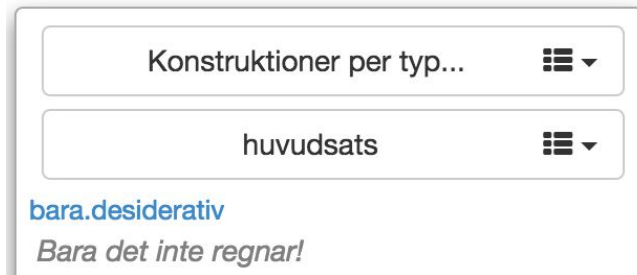 Konstruktioner per typ...
huvudsats
bara.desiderativ
Bara det inte regnar!